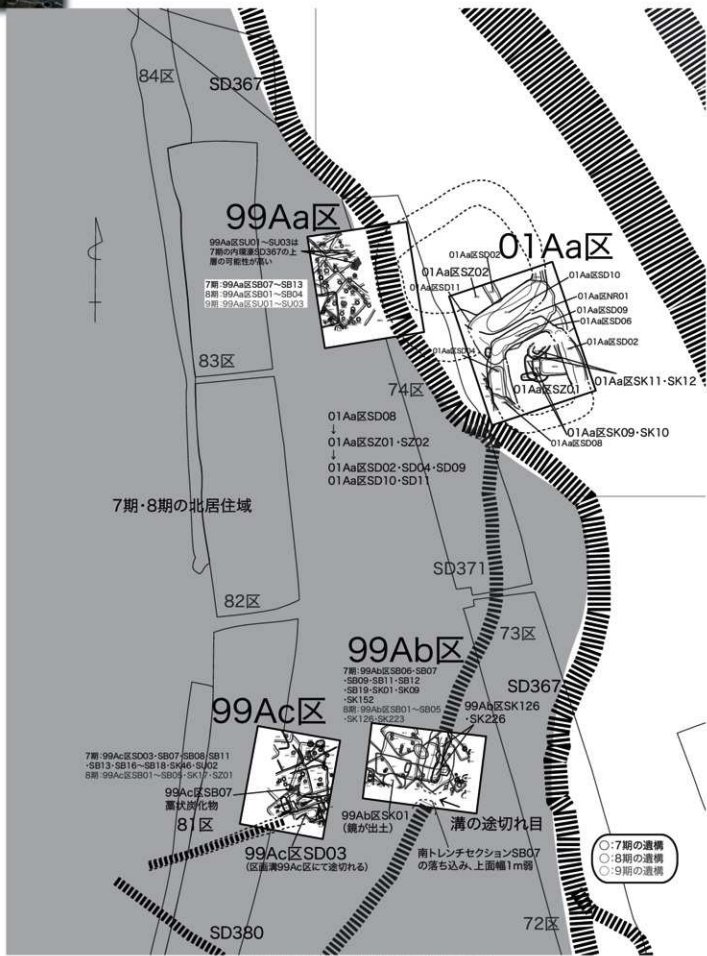 84区
SD367
99Aa区
99Aa区SU01～SU03は
7期の内環濠SD367の上
層の可能性が高い
7期:99Aa区SB07～SB13
8期:99Aa区SB01～SB04
9期:99Aa区SU01～SU03
01Aa区
01Aa区SD02
01Aa区SZ02
01Aa区SD11
01Aa区SD10
01Aa区NR01
01Aa区SD09
01Aa区SD06
01Aa区SD02
01Aa区SD04
01Aa区SZ01
01Aa区SK11・SK12
01Aa区SK09・SK10
01Aa区SD08
83区
74区
01Aa区SD08
↓
01Aa区SZ01・SZ02
↓
01Aa区SD02・SD04・SD09
01Aa区SD10・SD11
7期・8期の北居住域
SD371
82区
73区
99Ab区
7期:99Ab区SB06・SB07
・SB09・SB11・SB12
・SB19・SK01・SK09
・SK152
8期:99Ab区SB01～SB05
・SK126・SK223
SD367
99Ab区SK126
・SK226
99Ac区
7期:99Ac区SD03・SB07・SB08・SB11
・SB13・SB16～SB18・SK46・SU02
8期:99Ac区SB01～SB05・SK17・SZ01
99Ac区SB07
藁状炭化物
81区
99Ac区SD03
(区画溝99Ac区にて途切れる)
99Ab区SK01
(鏡が出土)
溝の途切れ目
南トレンチセクションSB07
の落ち込み、上面幅1m弱
○:7期の遺構
○:8期の遺構
○:9期の遺構
72区
SD380